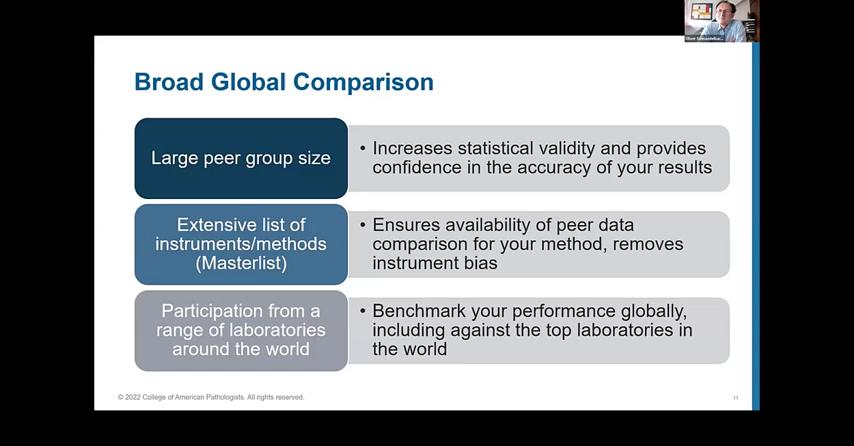 Broad Global Comparison
Large peer group size
• Increases statistical validity and provides
confidence in the accuracy of your results
Extensive list of
instruments/methods
(Masterlist)
• Ensures availability of peer data
comparison for your method, removes
instrument bias
Participation from a
range of laboratories
around the world
• Benchmark your performance globally,
including against the top laboratories in
the world
© 2022 College of American Pathologists. All rights reserved.
11